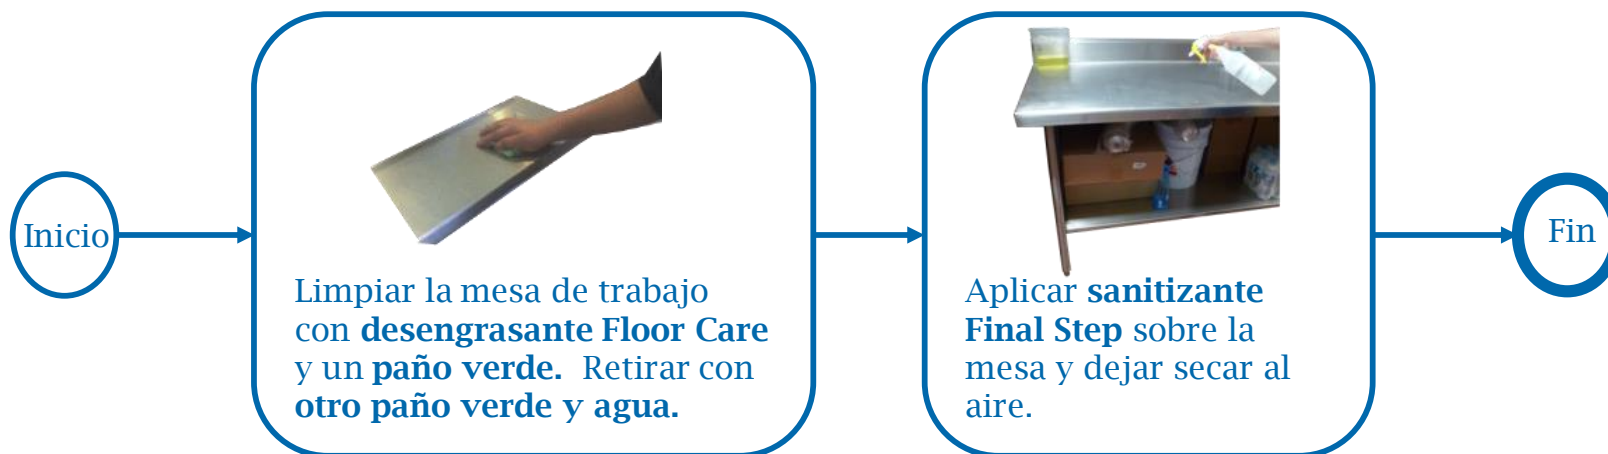 Inicio
Limpiar la mesa de trabajo
con desengrasante Floor Care
y un paño verde.  Retirar con
otro paño verde y agua.
Aplicar sanitizante
Final Step sobre la
mesa y dejar secar al
aire.
Fin